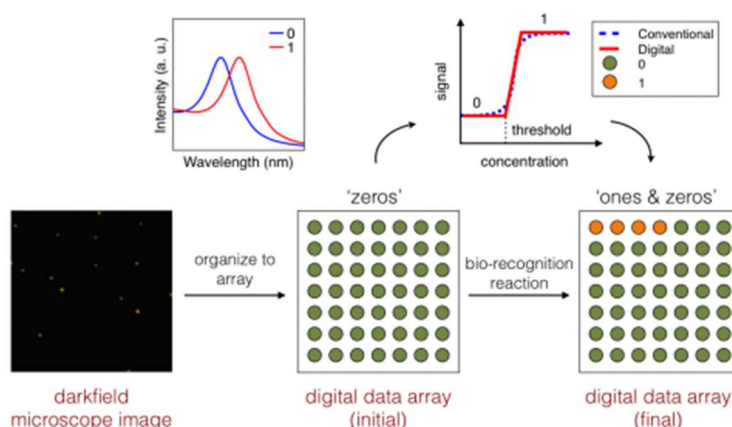 Intensity (a. u.)
0
1
Wavelength (nm)
signal
0
1
threshold
concentration
Conventional
Digital
0
1
'zeros'
'ones & zeros'
organize to
array
bio-recognition
reaction
darkfield
microscope image
digital data array
(initial)
digital data array
(final)